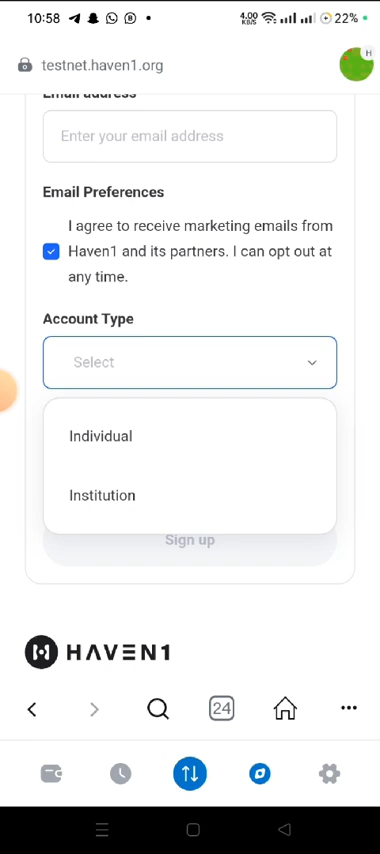 10:58
4.00 KB/S
22%
testnet.haven1.org
H
Email address
Enter your email address
Email Preferences
I agree to receive marketing emails from
Haven1 and its partners. I can opt out at
any time.
Account Type
Select
Individual
Institution
Sign up
HAVEN1
24